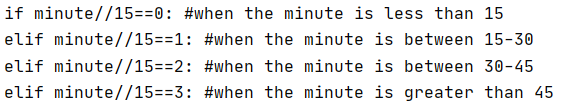 if minute//15==0: #when the minute is less than 15
elif minute//15==1: #when the minute is between 15-30
elif minute//15==2: #when the minute is between 30-45
elif minute//15==3: #when the minute is greater than 45